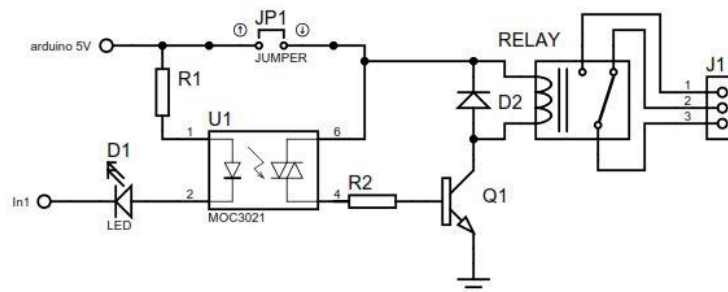 JP1
arduino 5V
JUMPER
RELAY
J1
R1
D2
1
2
3
U1
1
6
D1
2
4
R2
Q1
In1
LED
MOC3021